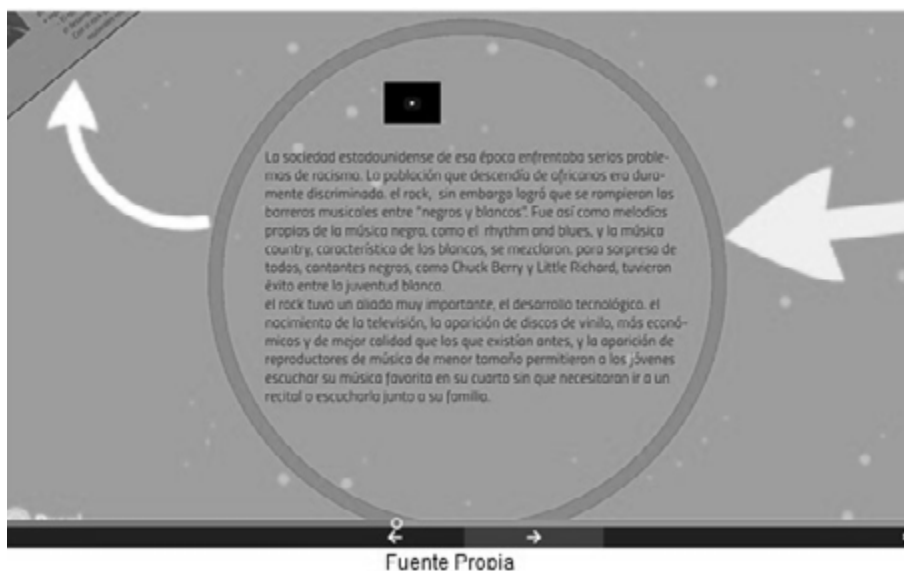 La sociedad estadounidense de esa época enfrentaba serios proble-
mas de racismo. La población que descendía de africanos era dura-
mente discriminada. el rock, sin embargo logró que se rompieran las
barreras musicales entre "negros y blancos". Fue así como melodías
propias de la música negra, como el rhythm and blues, y la música
country, característica de los blancos, se mezclaron. para sorpresa de
todos, cantantes negros, como Chuck Berry y Little Richard, tuvieron
éxito entre la juventud blanca.
el rock tuvo un aliado muy importante, el desarrollo tecnológico. el
nacimiento de la televisión, la aparición de discos de vinilo, más econó-
micos y de mejor calidad que los que existían antes, y la aparición de
reproductores de música de menor tamaño permitieron a los jóvenes
escuchar su música favorita en su cuarto sin que necesitaran ir a un
recital o escucharla junto a su familia.
Fuente Propia